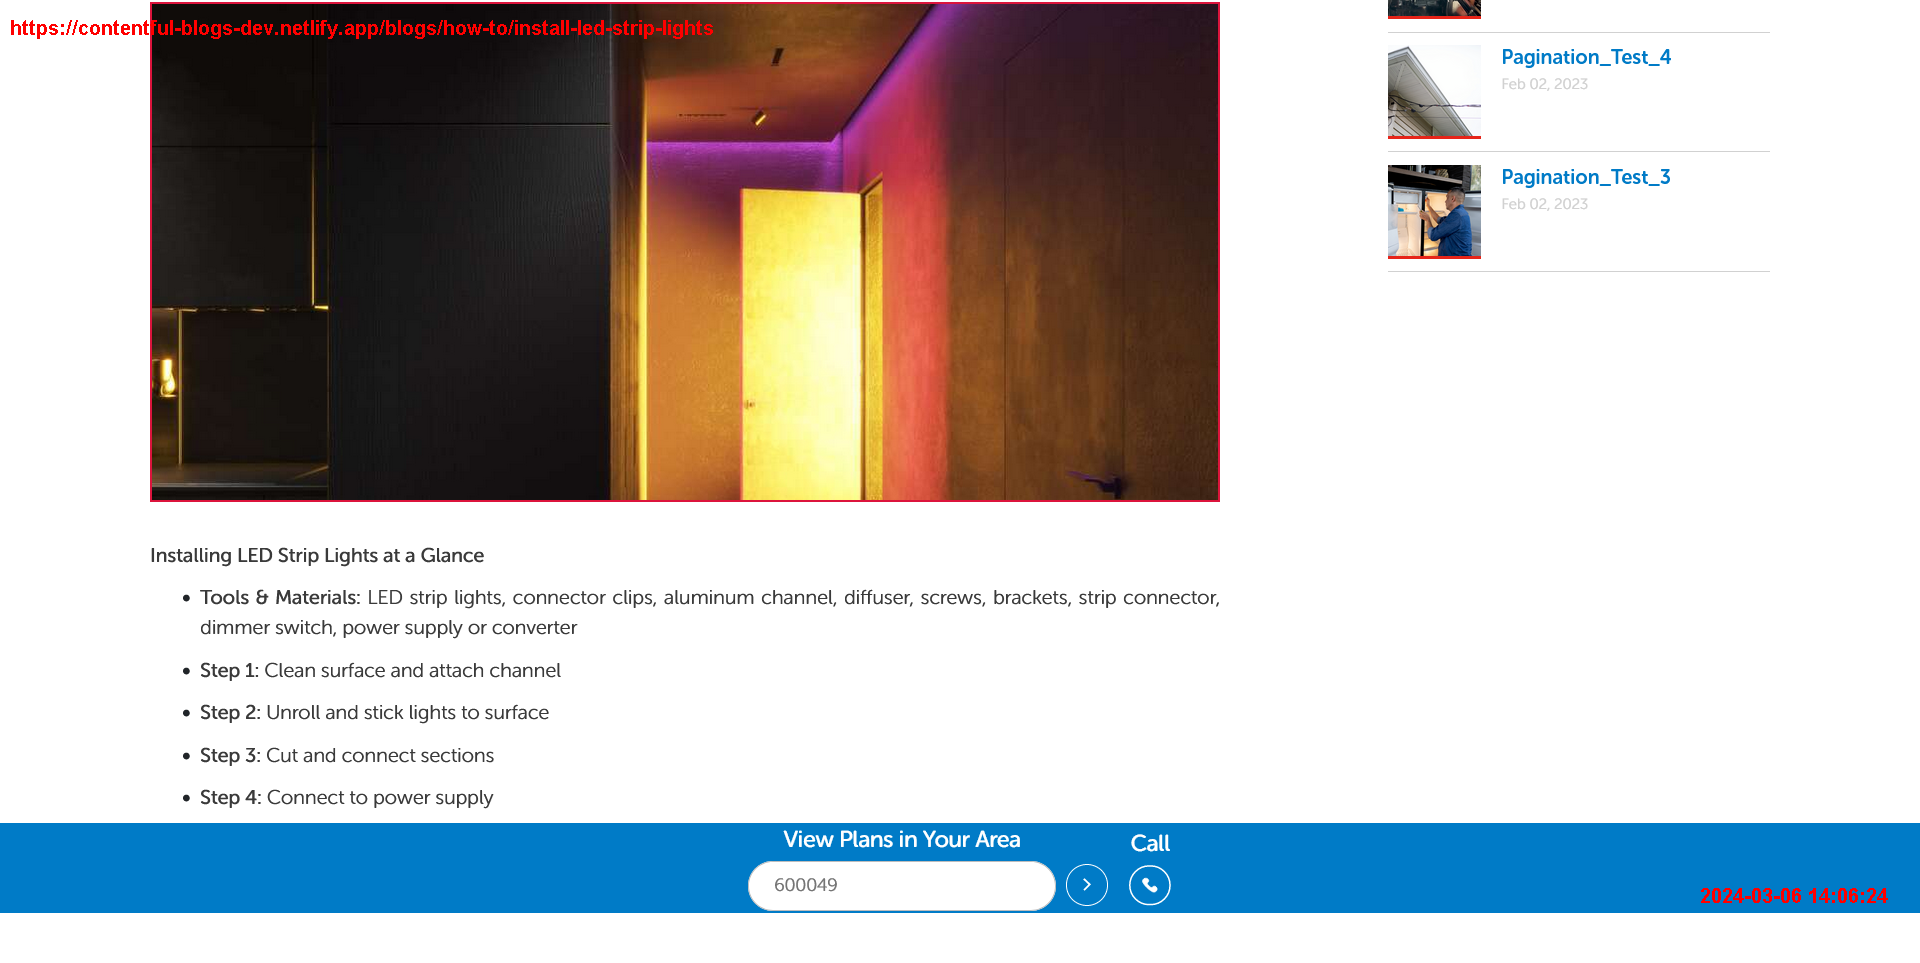 https://contentful-blogs-dev.netlify.app/blogs/how-to/install-led-strip-lights
Pagination_Test_4
Feb 02, 2023
Pagination_Test_3
Feb 02, 2023
Installing LED Strip Lights at a Glance
• Tools & Materials: LED strip lights, connector clips, aluminum channel, diffuser, screws, brackets, strip connector,
dimmer switch, power supply or converter
• Step 1: Clean surface and attach channel
• Step 2: Unroll and stick lights to surface
• Step 3: Cut and connect sections
• Step 4: Connect to power supply
View Plans in Your Area
Call
600049
2024-03-06 14:06:24